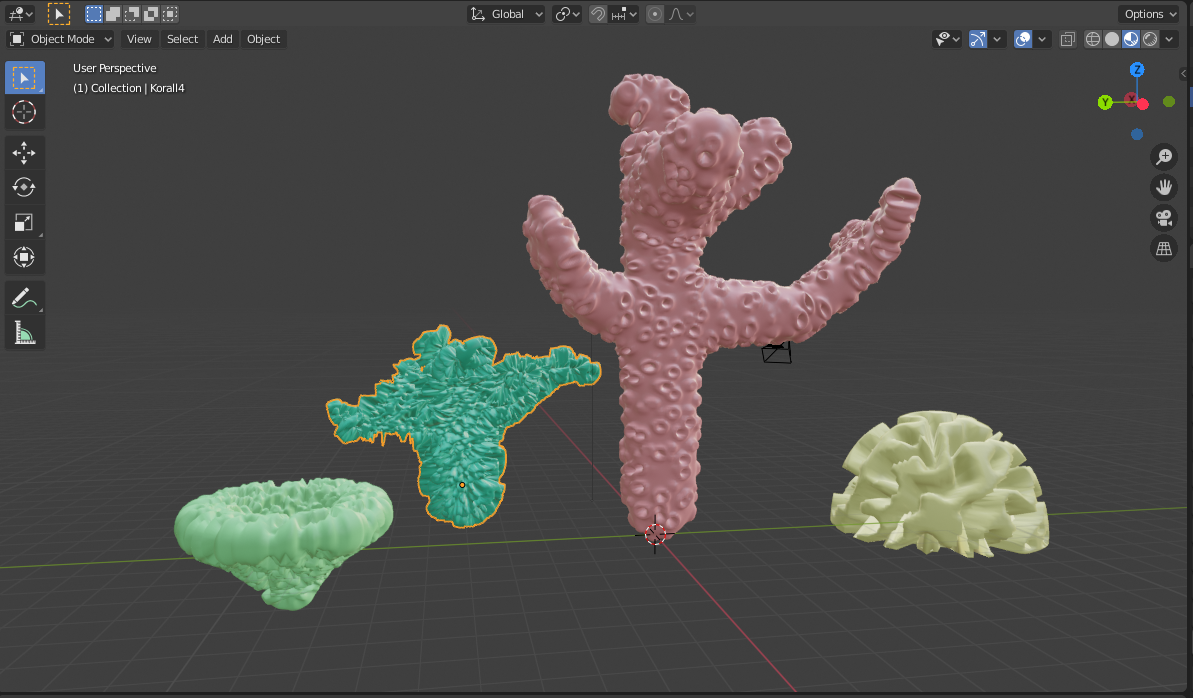 Global
Options
Object Mode
View
Select
Add
Object
User Perspective
(1) Collection | Korall4
Z
Y
X